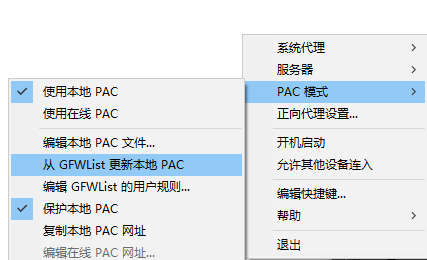 系统代理
服务器
PAC 模式
正向代理设置...
开机启动
允许其他设备连入
编辑快捷键...
帮助
退出
使用本地 PAC
使用在线 PAC
编辑本地 PAC 文件...
从 GFWList 更新本地 PAC
编辑 GFWList 的用户规则...
保护本地 PAC
复制本地 PAC 网址
编辑在线 PAC 网址...